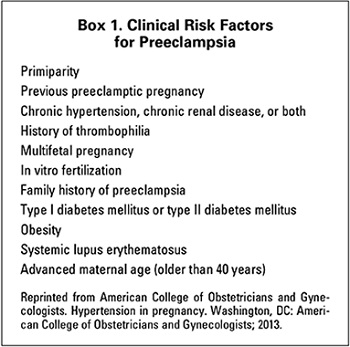 Box 1. Clinical Risk Factors
for Preeclampsia
Primiparity
Previous preeclamptic pregnancy
Chronic hypertension, chronic renal disease, or both
History of thrombophilia
Multifetal pregnancy
In vitro fertilization
Family history of preeclampsia
Type I diabetes mellitus or type II diabetes mellitus
Obesity
Systemic lupus erythematosus
Advanced maternal age (older than 40 years)
Reprinted from American College of Obstetricians and Gyne-
cologists. Hypertension in pregnancy. Washington, DC: Ameri-
can College of Obstetricians and Gynecologists; 2013.